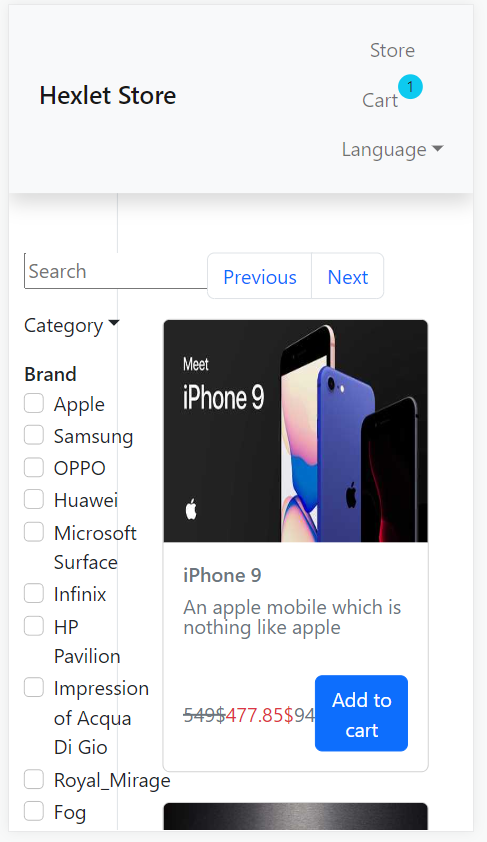 Store
Hexlet Store
Cart 1
Language
Search
Previous Next
Category
Brand
Apple
Samsung
OPPO
Huawei
Microsoft
Surface
Infinix
HP
Pavilion
Impression
of Acqua
Di Gio
Royal_Mirage
Fog
Meet
iPhone 9
iPhone 9
An apple mobile which is
nothing like apple
549$477.85$94
Add to
cart